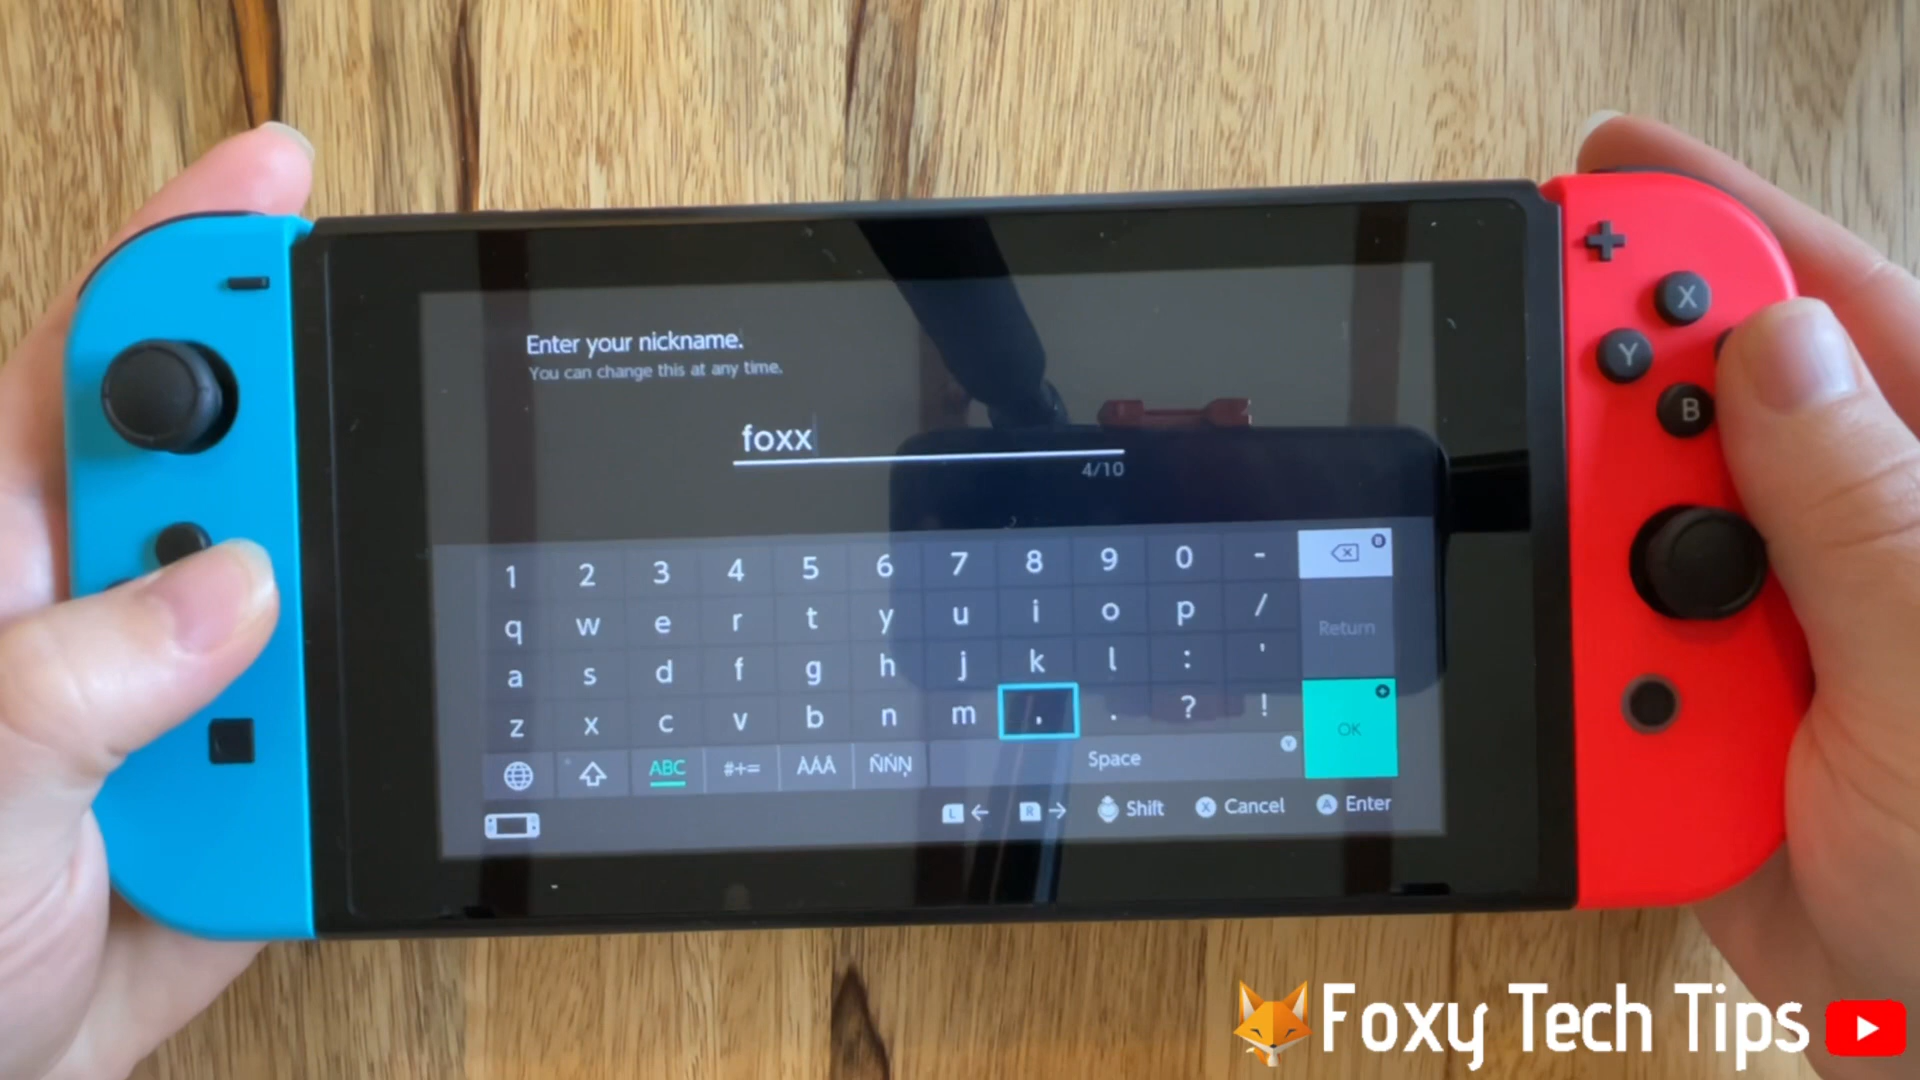 X
Y
B
Enter your nickname.
You can change this at any time.
foxx
4/10
1 2 3 4 5 6 7 8 9 0 -
q w e r t y u i o p /
Return
a s d f g h j k l : '
z x c v b n m , . ? !
OK
ABC #+= ÀÁÂ Space Y
L ← R → Shift X Cancel A Enter
Foxy Tech Tips